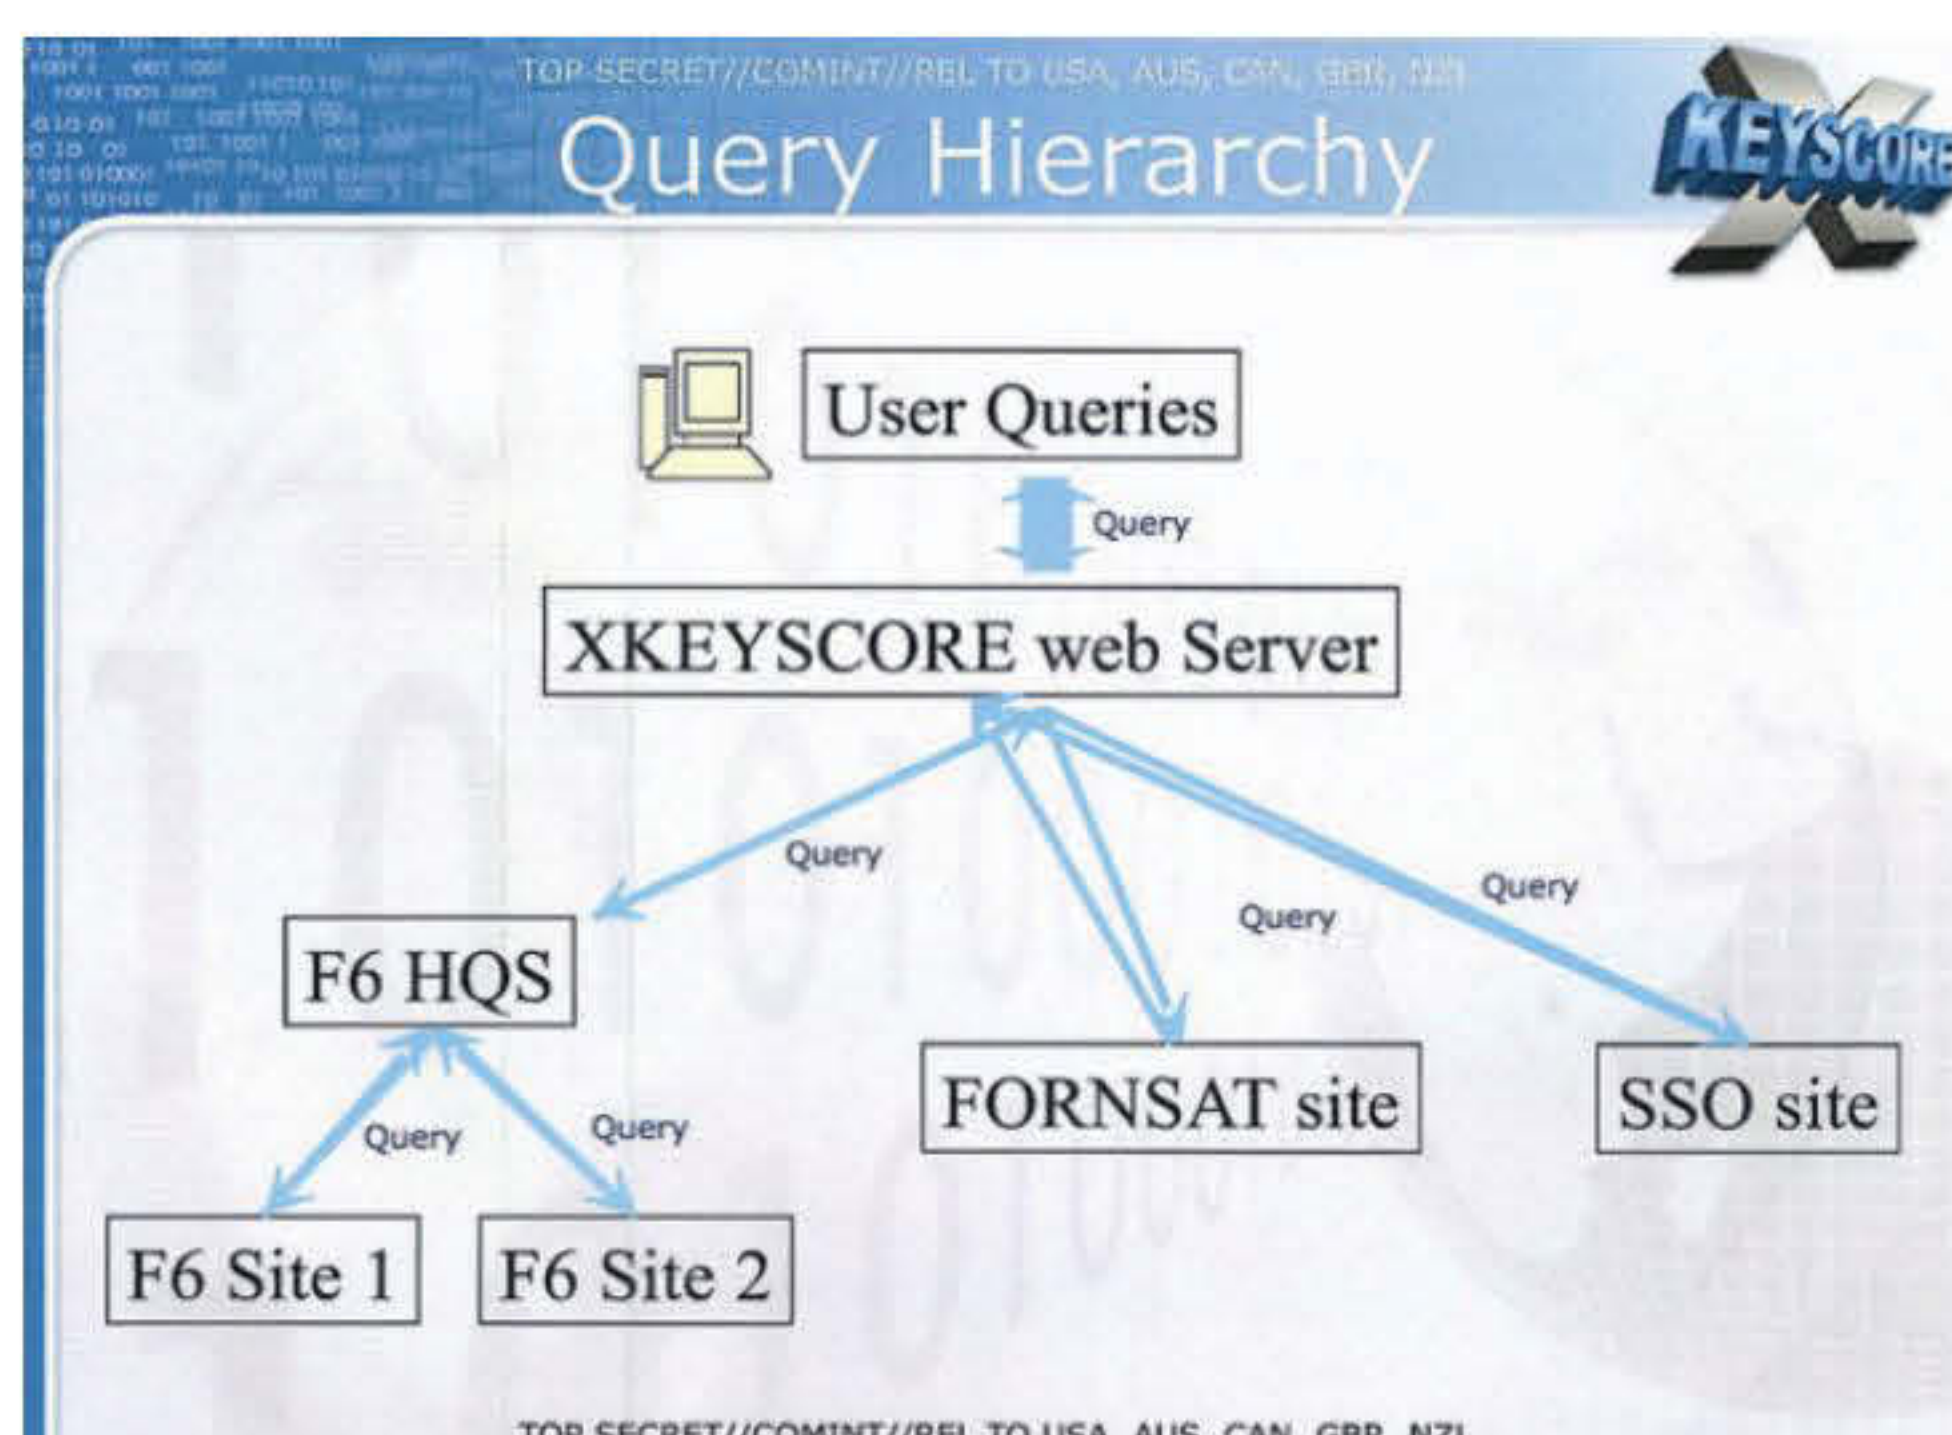 TOP SECRET//COMINT//REL TO USA, AUS, CAN, GBR, NZL
Query Hierarchy
KEYSCORE
User Queries
Query
XKEYSCORE web Server
Query
Query
Query
F6 HQS
FORNSAT site
SSO site
Query
Query
F6 Site 1
F6 Site 2
TOP SECRET//COMINT//REL TO USA, AUS, CAN, GBR, NZL